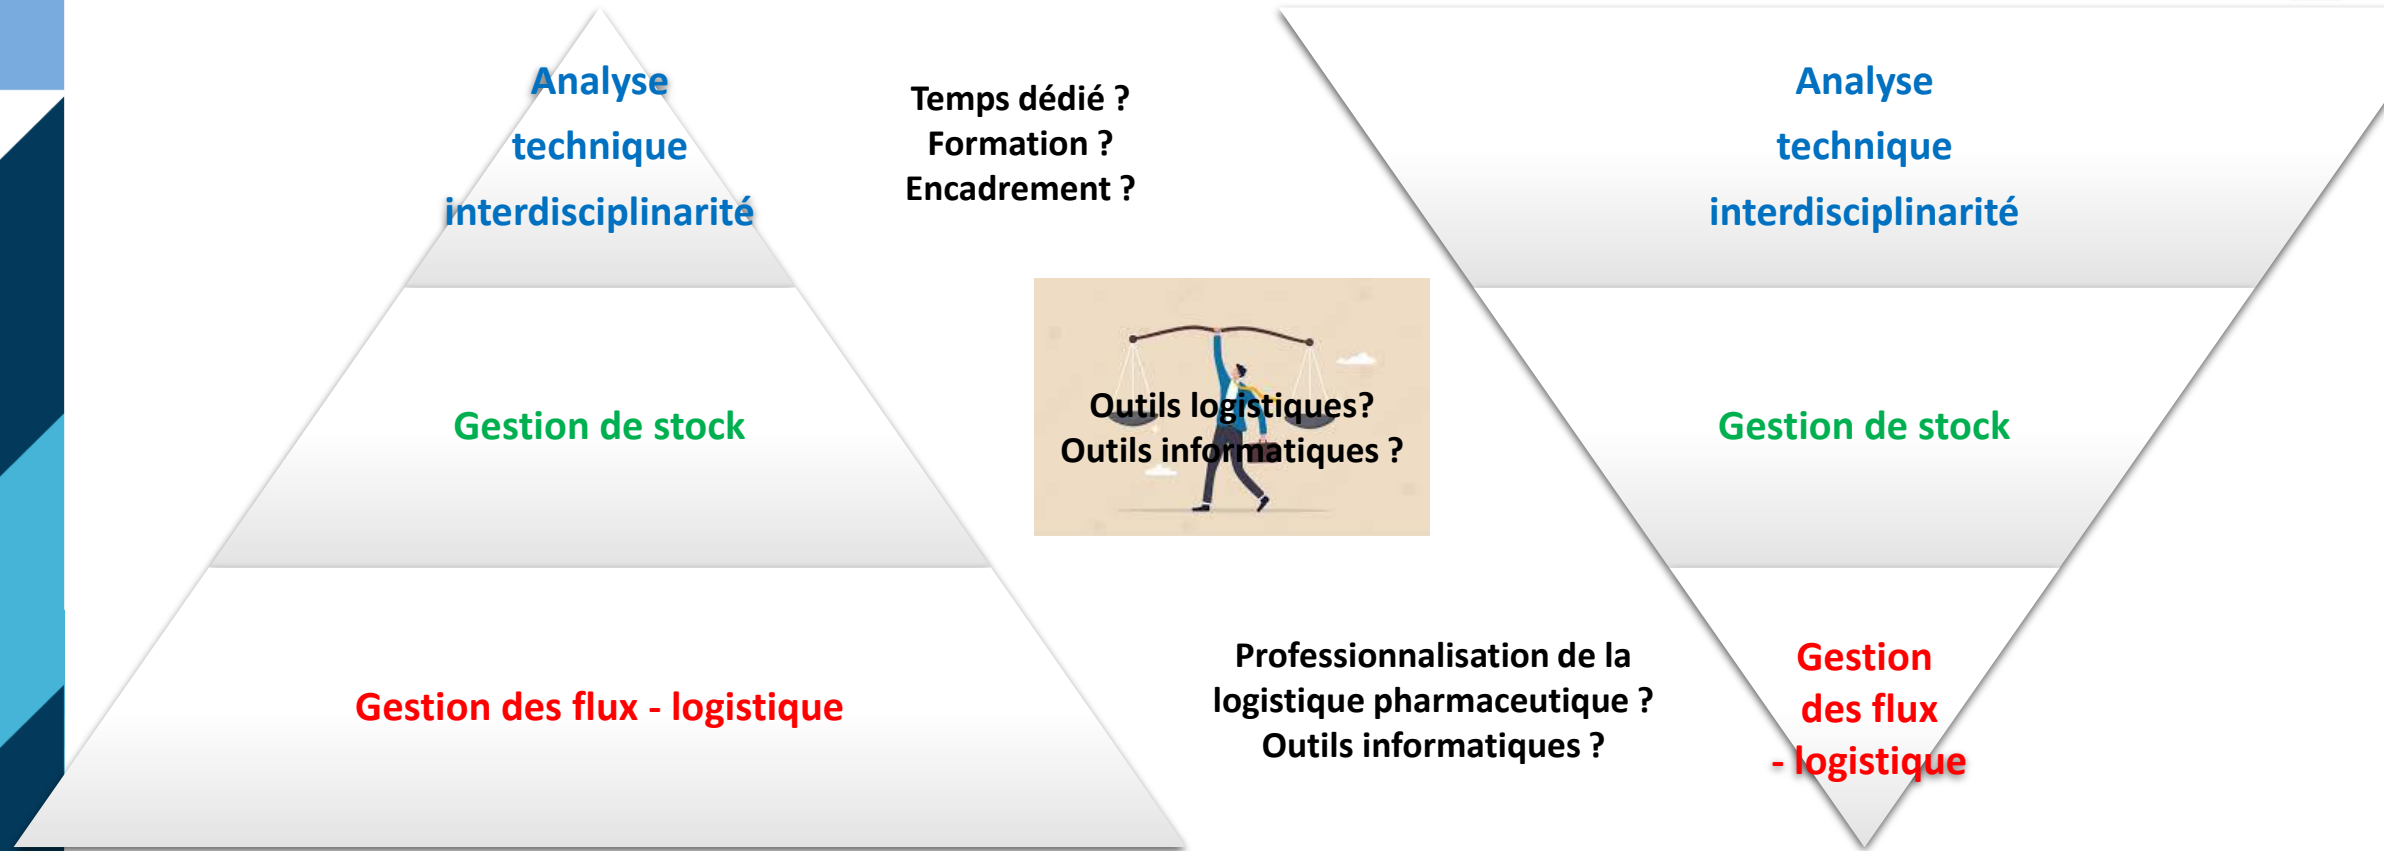 Analyse
technique
interdisciplinarité
Gestion de stock
Gestion des flux - logistique
Temps dédié ?
Formation ?
Encadrement ?
Outils logistiques?
Outils informatiques ?
Professionnalisation de la
logistique pharmaceutique ?
Outils informatiques ?
Analyse
technique
interdisciplinarité
Gestion de stock
Gestion
des flux
- logistique